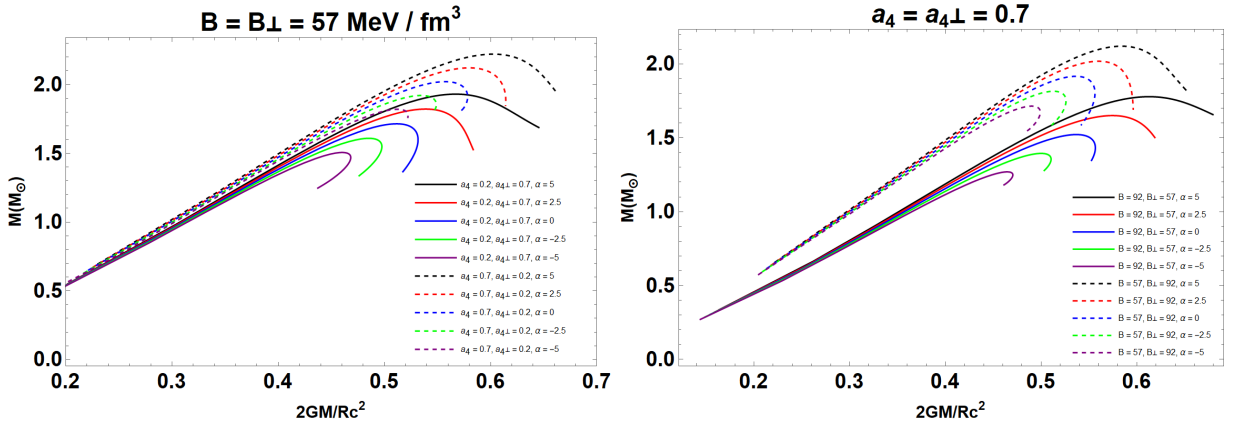 B = B⊥ = 57 MeV / fm³
M(M⊙)
2.0
1.5
1.0
0.5
0.0
a₄ = 0.2, a₄⊥ = 0.7, α = 5
a₄ = 0.2, a₄⊥ = 0.7, α = 2.5
a₄ = 0.2, a₄⊥ = 0.7, α = 0
a₄ = 0.2, a₄⊥ = 0.7, α = −2.5
a₄ = 0.2, a₄⊥ = 0.7, α = −5
a₄ = 0.7, a₄⊥ = 0.2, α = 5
a₄ = 0.7, a₄⊥ = 0.2, α = 2.5
a₄ = 0.7, a₄⊥ = 0.2, α = 0
a₄ = 0.7, a₄⊥ = 0.2, α = −2.5
a₄ = 0.7, a₄⊥ = 0.2, α = −5
0.2 0.3 0.4 0.5 0.6 0.7
2GM/Rc²
a₄ = a₄⊥ = 0.7
M(M⊙)
2.0
1.5
1.0
0.5
0.0
B = 92, B⊥ = 57, α = 5
B = 92, B⊥ = 57, α = 2.5
B = 92, B⊥ = 57, α = 0
B = 92, B⊥ = 57, α = −2.5
B = 92, B⊥ = 57, α = −5
B = 57, B⊥ = 92, α = 5
B = 57, B⊥ = 92, α = 2.5
B = 57, B⊥ = 92, α = 0
B = 57, B⊥ = 92, α = −2.5
B = 57, B⊥ = 92, α = −5
0.2 0.3 0.4 0.5 0.6
2GM/Rc²